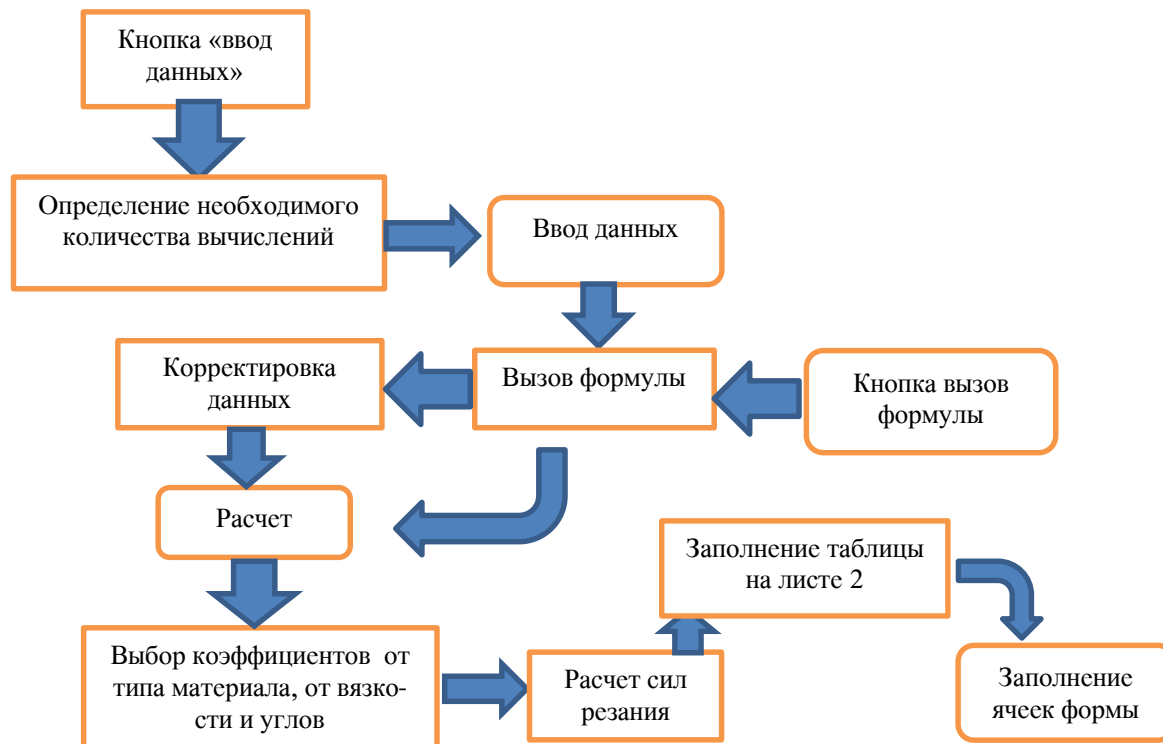 Кнопка «ввод
данных»
Определение необходимого
количества вычислений
Ввод данных
Корректировка
данных
Вызов формулы
Кнопка вызов
формулы
Расчет
Заполнение таблицы
на листе 2
Выбор коэффициентов от
типа материала, от вязко-
сти и углов
Расчет сил
резания
Заполнение
ячеек формы